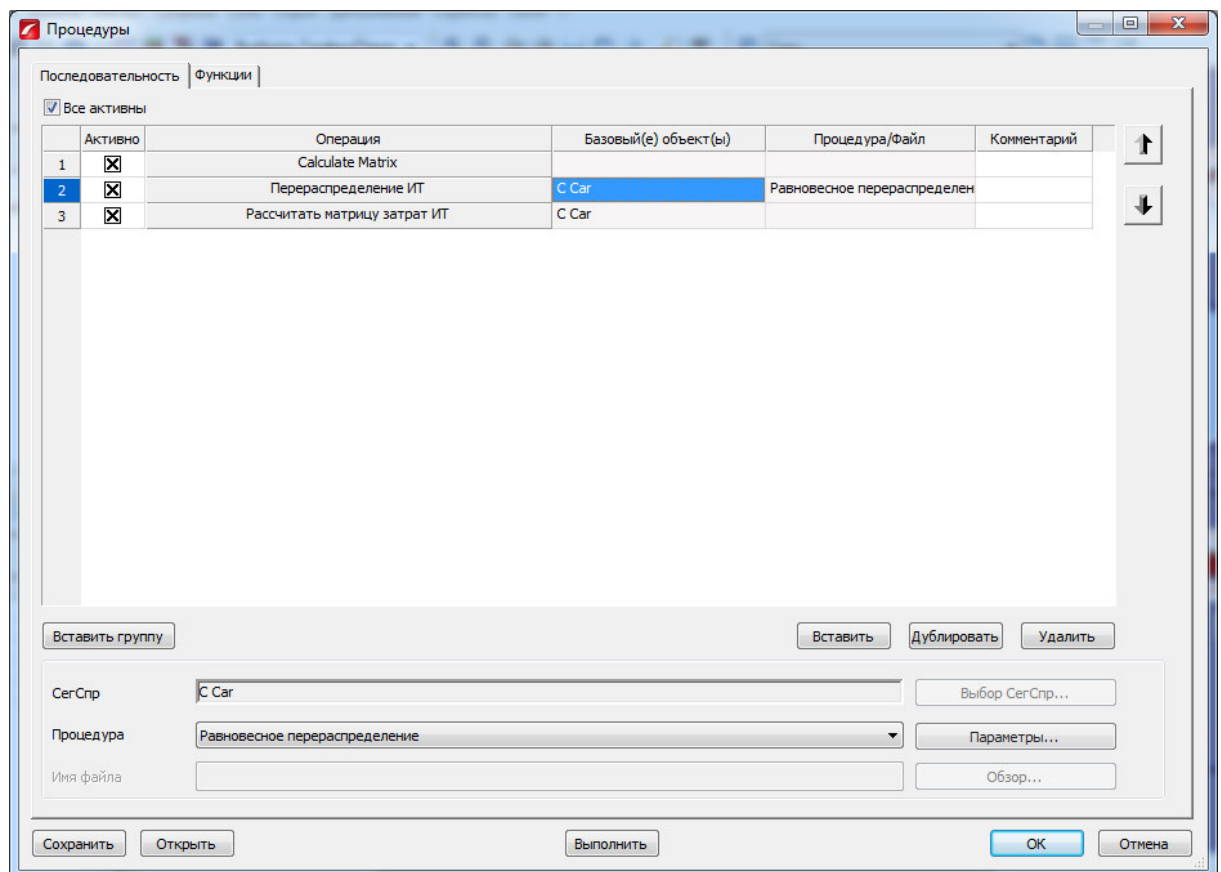 Процедуры
Последовательность Функции
Все активны
Активно Операция Базовый(е) объект(ы) Процедура/Файл Комментарий
1 Calculate Matrix
2 Перераспределение ИТ C Car Равновесное перераспределен
3 Рассчитать матрицу затрат ИТ C Car
Вставить группу Вставить Дублировать Удалить
СегСпр C Car Выбор СегСпр...
Процедура Равновесное перераспределение Параметры...
Имя файла Обзор...
Сохранить Открыть Выполнить OK Отмена